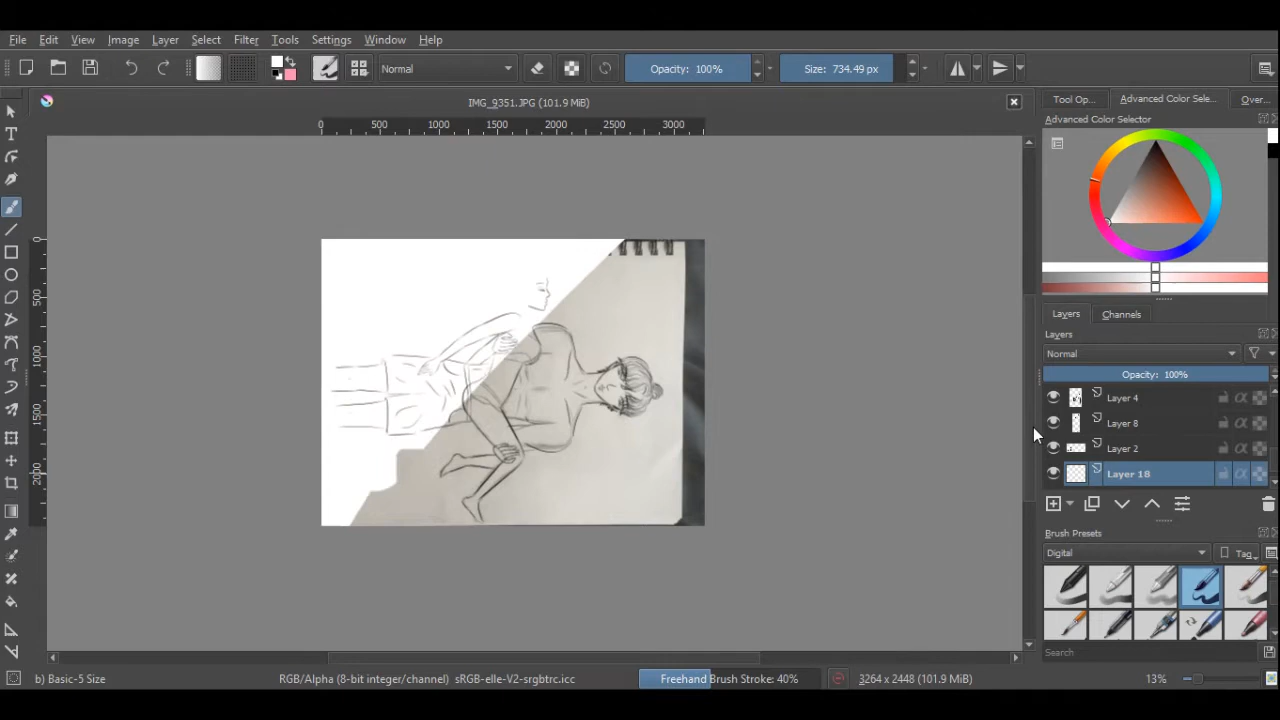 File Edit View Image Layer Select Filter Tools Settings Window Help
Normal Opacity: 100% Size: 734.49 px
IMG_9351.JPG (101.9 MiB)
Tool Op... Advanced Color Sele... Over...
Advanced Color Selector
0 500 1000 1500 2000 2500 3000
0
500
1000
1500
2000
Layers Channels
Layers
Normal
Opacity: 100%
Layer 4
Layer 8
Layer 2
Layer 18
Brush Presets
Digital Tag
Search
b) Basic-5 Size RGB/Alpha (8-bit integer/channel) sRGB-elle-V2-srgbtrc.icc Freehand Brush Stroke: 40% 3264 x 2448 (101.9 MiB) 13%